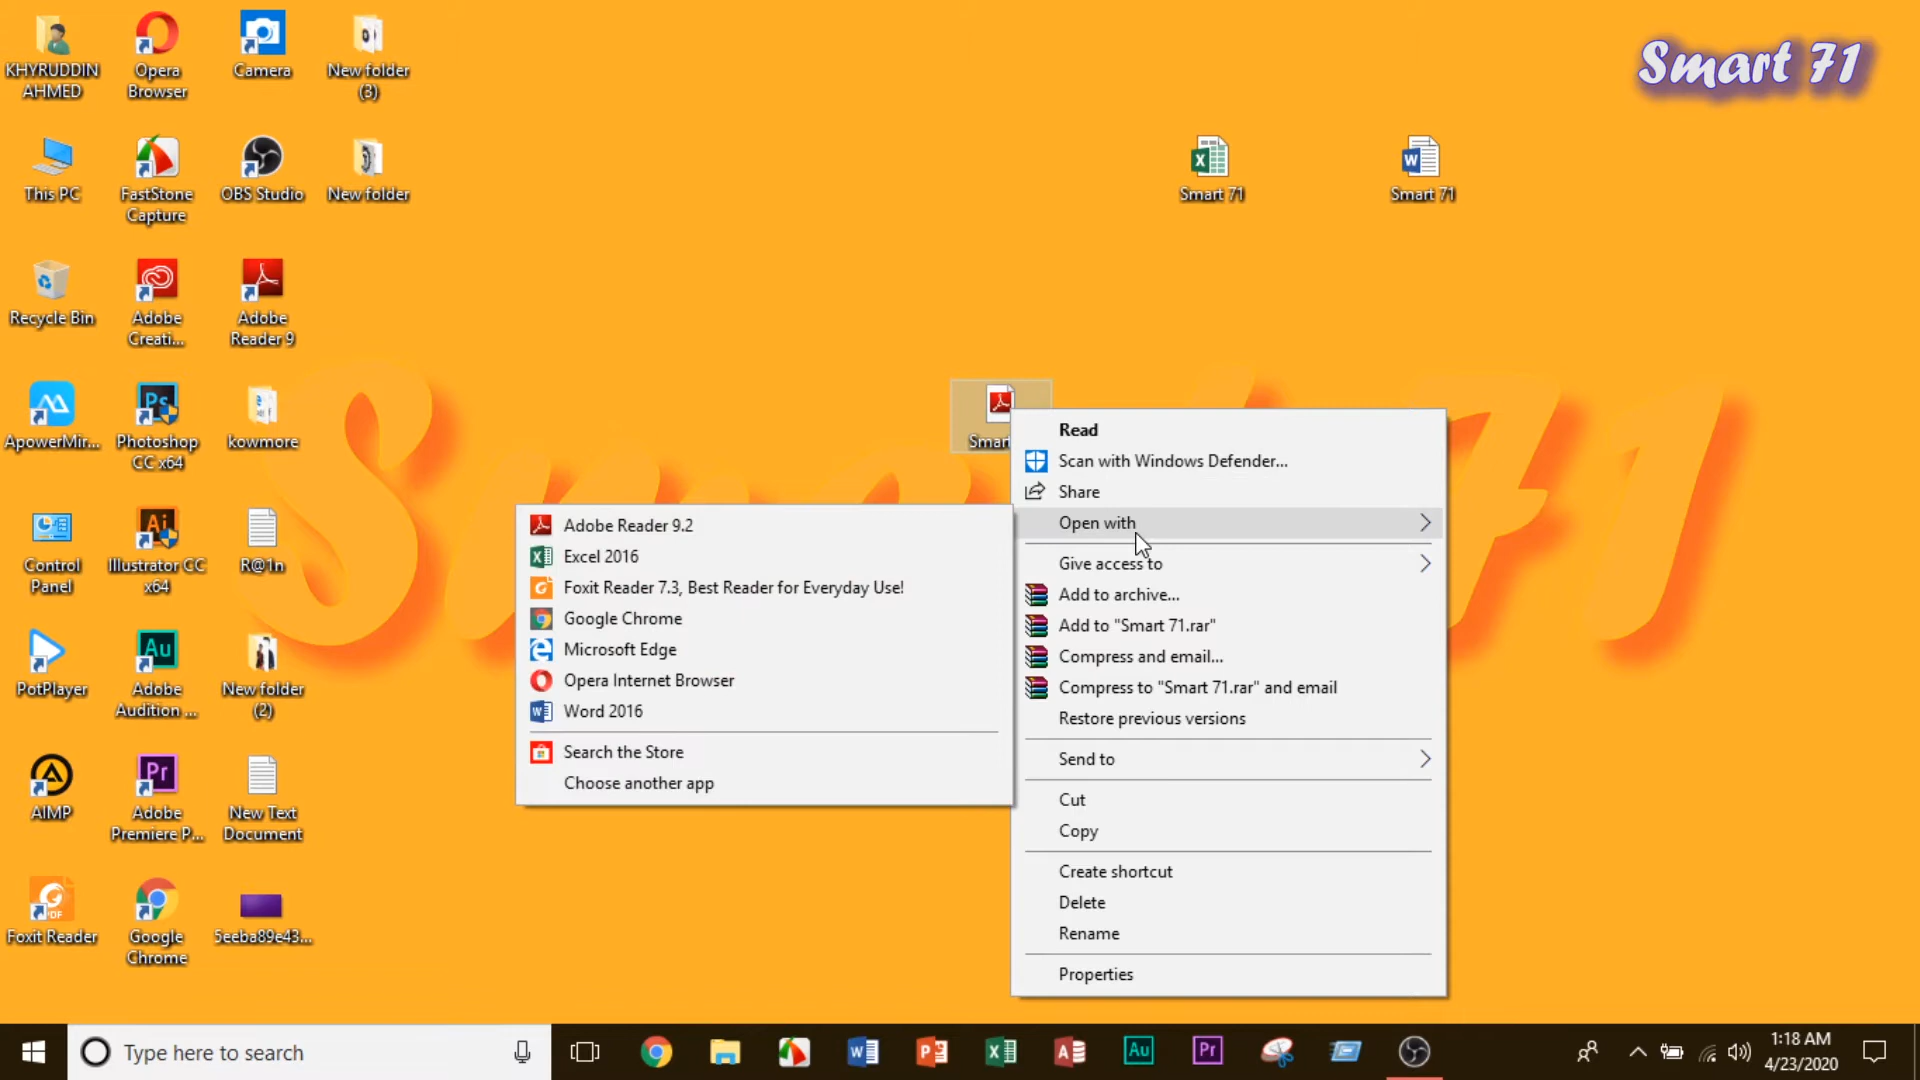 KHYRUDDIN
AHMED
Opera
Browser
Camera
New folder
(3)
Smart 71
This PC
FastStone
Capture
OBS Studio
New folder
Smart 71
Smart 71
Recycle Bin
Adobe
Creati...
Adobe
Reader 9
ApowerMir...
Photoshop
CC x64
kowmore
Smart
Control
Panel
Illustrator CC
x64
R@1n
PotPlayer
Adobe
Audition ...
New folder
(2)
AIMP
Adobe
Premiere P...
New Text
Document
Foxit Reader
Google
Chrome
5eeba89e43...
Read
Scan with Windows Defender...
Share
Open with
Give access to
Add to archive...
Add to "Smart 71.rar"
Compress and email...
Compress to "Smart 71.rar" and email
Restore previous versions
Send to
Cut
Copy
Create shortcut
Delete
Rename
Properties
Adobe Reader 9.2
Excel 2016
Foxit Reader 7.3, Best Reader for Everyday Use!
Google Chrome
Microsoft Edge
Opera Internet Browser
Word 2016
Search the Store
Choose another app
Type here to search
1:18 AM
4/23/2020